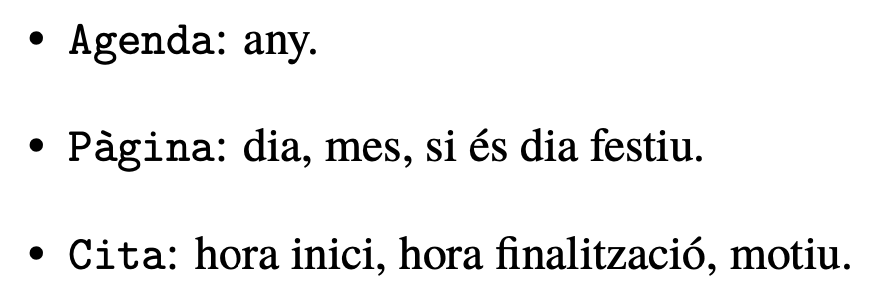 • Agenda: any.
• Pàgina: dia, mes, si és dia festiu.
• Cita: hora inici, hora finalització, motiu.